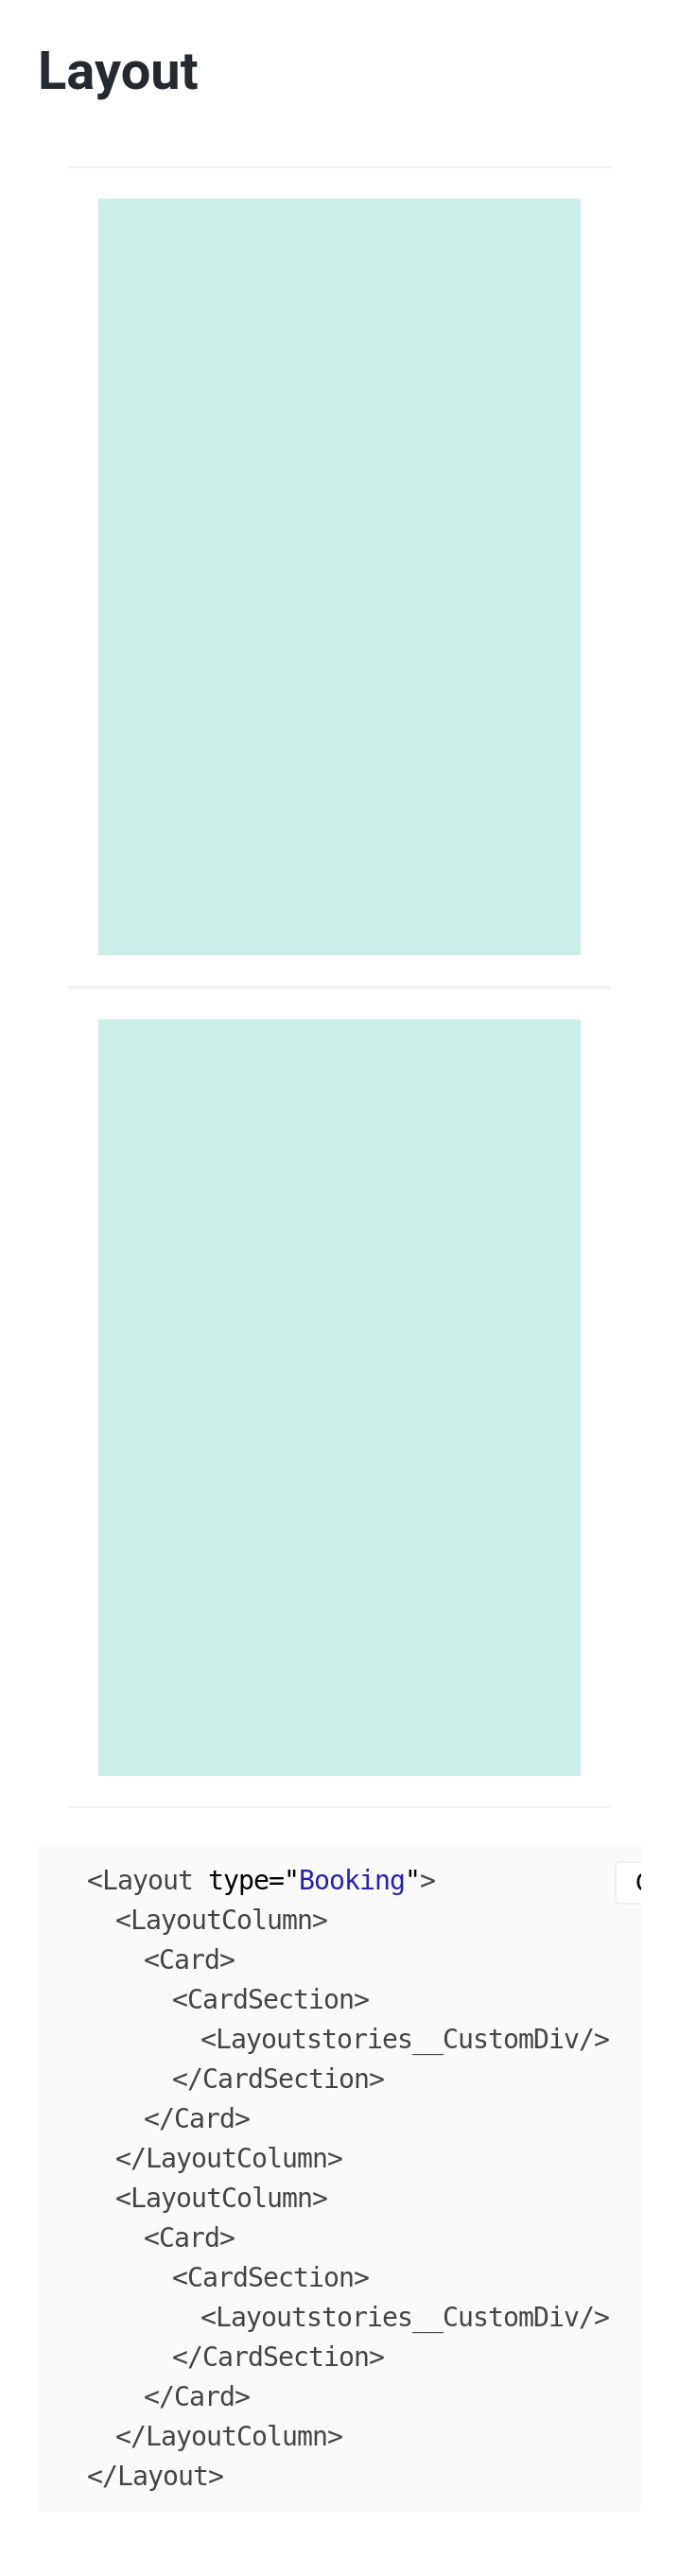 Layout
<Layout type="Booking">
<LayoutColumn>
<Card>
<CardSection>
<Layoutstories__CustomDiv/>
</CardSection>
</Card>
</LayoutColumn>
<LayoutColumn>
<Card>
<CardSection>
<Layoutstories__CustomDiv/>
</CardSection>
</Card>
</LayoutColumn>
</Layout>